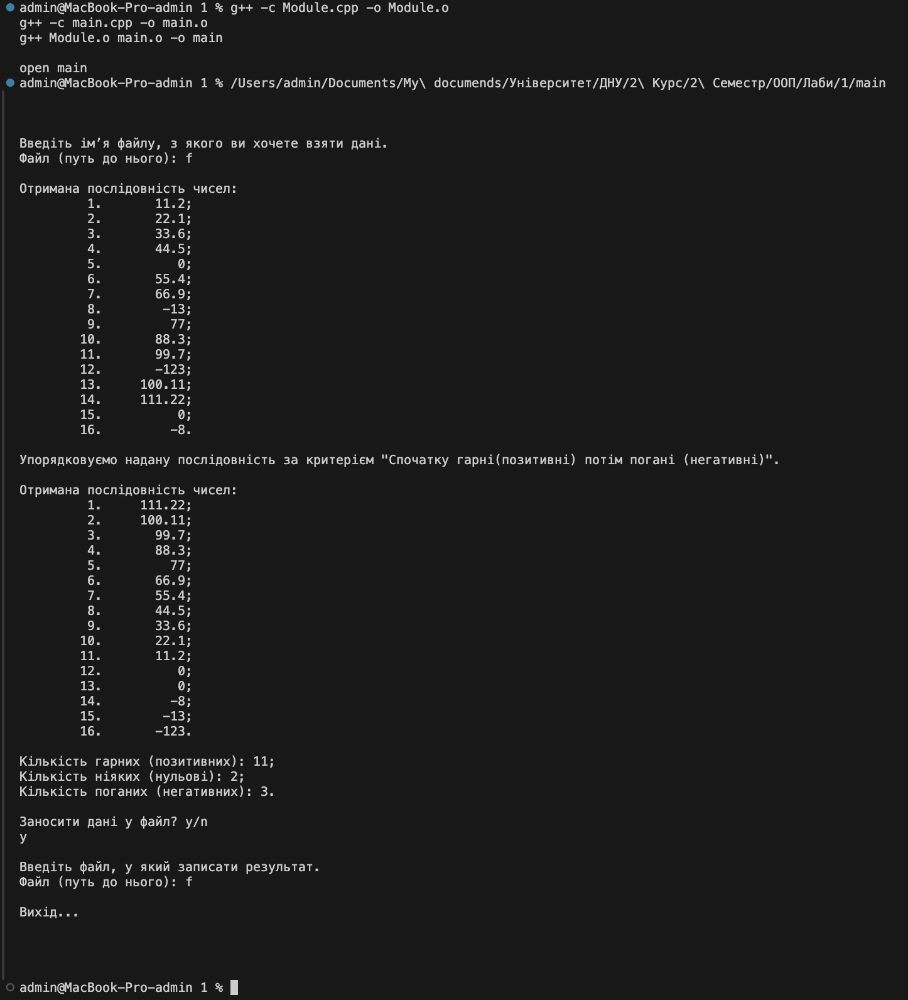 admin@MacBook-Pro-admin 1 % g++ -c Module.cpp -o Module.o
g++ -c main.cpp -o main.o
g++ Module.o main.o -o main
open main
admin@MacBook-Pro-admin 1 % /Users/admin/Documents/My\ documends/Університет/ДНУ/2\ Курс/2\ Семестр/ООП/Лаби/1/main
Введіть ім’я файлу, з якого ви хочете взяти дані.
Файл (путь до нього): f
Отримана послідовність чисел:
1. 11.2;
2. 22.1;
3. 33.6;
4. 44.5;
5. 0;
6. 55.4;
7. 66.9;
8. -13;
9. 77;
10. 88.3;
11. 99.7;
12. -123;
13. 100.11;
14. 111.22;
15. 0;
16. -8.
Упорядковуємо надану послідовність за критерієм "Спочатку гарні(позитивні) потім погані (негативні)".
Отримана послідовність чисел:
1. 111.22;
2. 100.11;
3. 99.7;
4. 88.3;
5. 77;
6. 66.9;
7. 55.4;
8. 44.5;
9. 33.6;
10. 22.1;
11. 11.2;
12. 0;
13. 0;
14. -8;
15. -13;
16. -123.
Кількість гарних (позитивних): 11;
Кількість ніяких (нульові): 2;
Кількість поганих (негативних): 3.
Заносити дані у файл? y/n
y
Введіть файл, у який записати результат.
Файл (путь до нього): f
Вихід...
admin@MacBook-Pro-admin 1 %